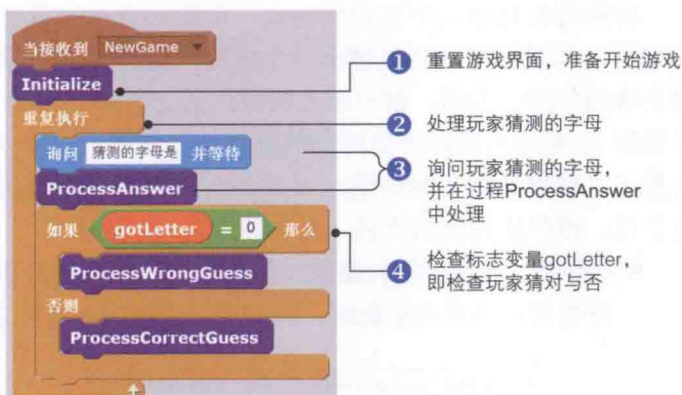 当接收到 NewGame
Initialize
重复执行
询问 猜测的字母是 并等待
ProcessAnswer
如果 gotLetter = 0 那么
ProcessWrongGuess
否则
ProcessCorrectGuess
1 重置游戏界面，准备开始游戏
2 处理玩家猜测的字母
3 询问玩家猜测的字母，
并在过程ProcessAnswer
中处理
4 检查标志变量gotLetter，
即检查玩家猜对与否